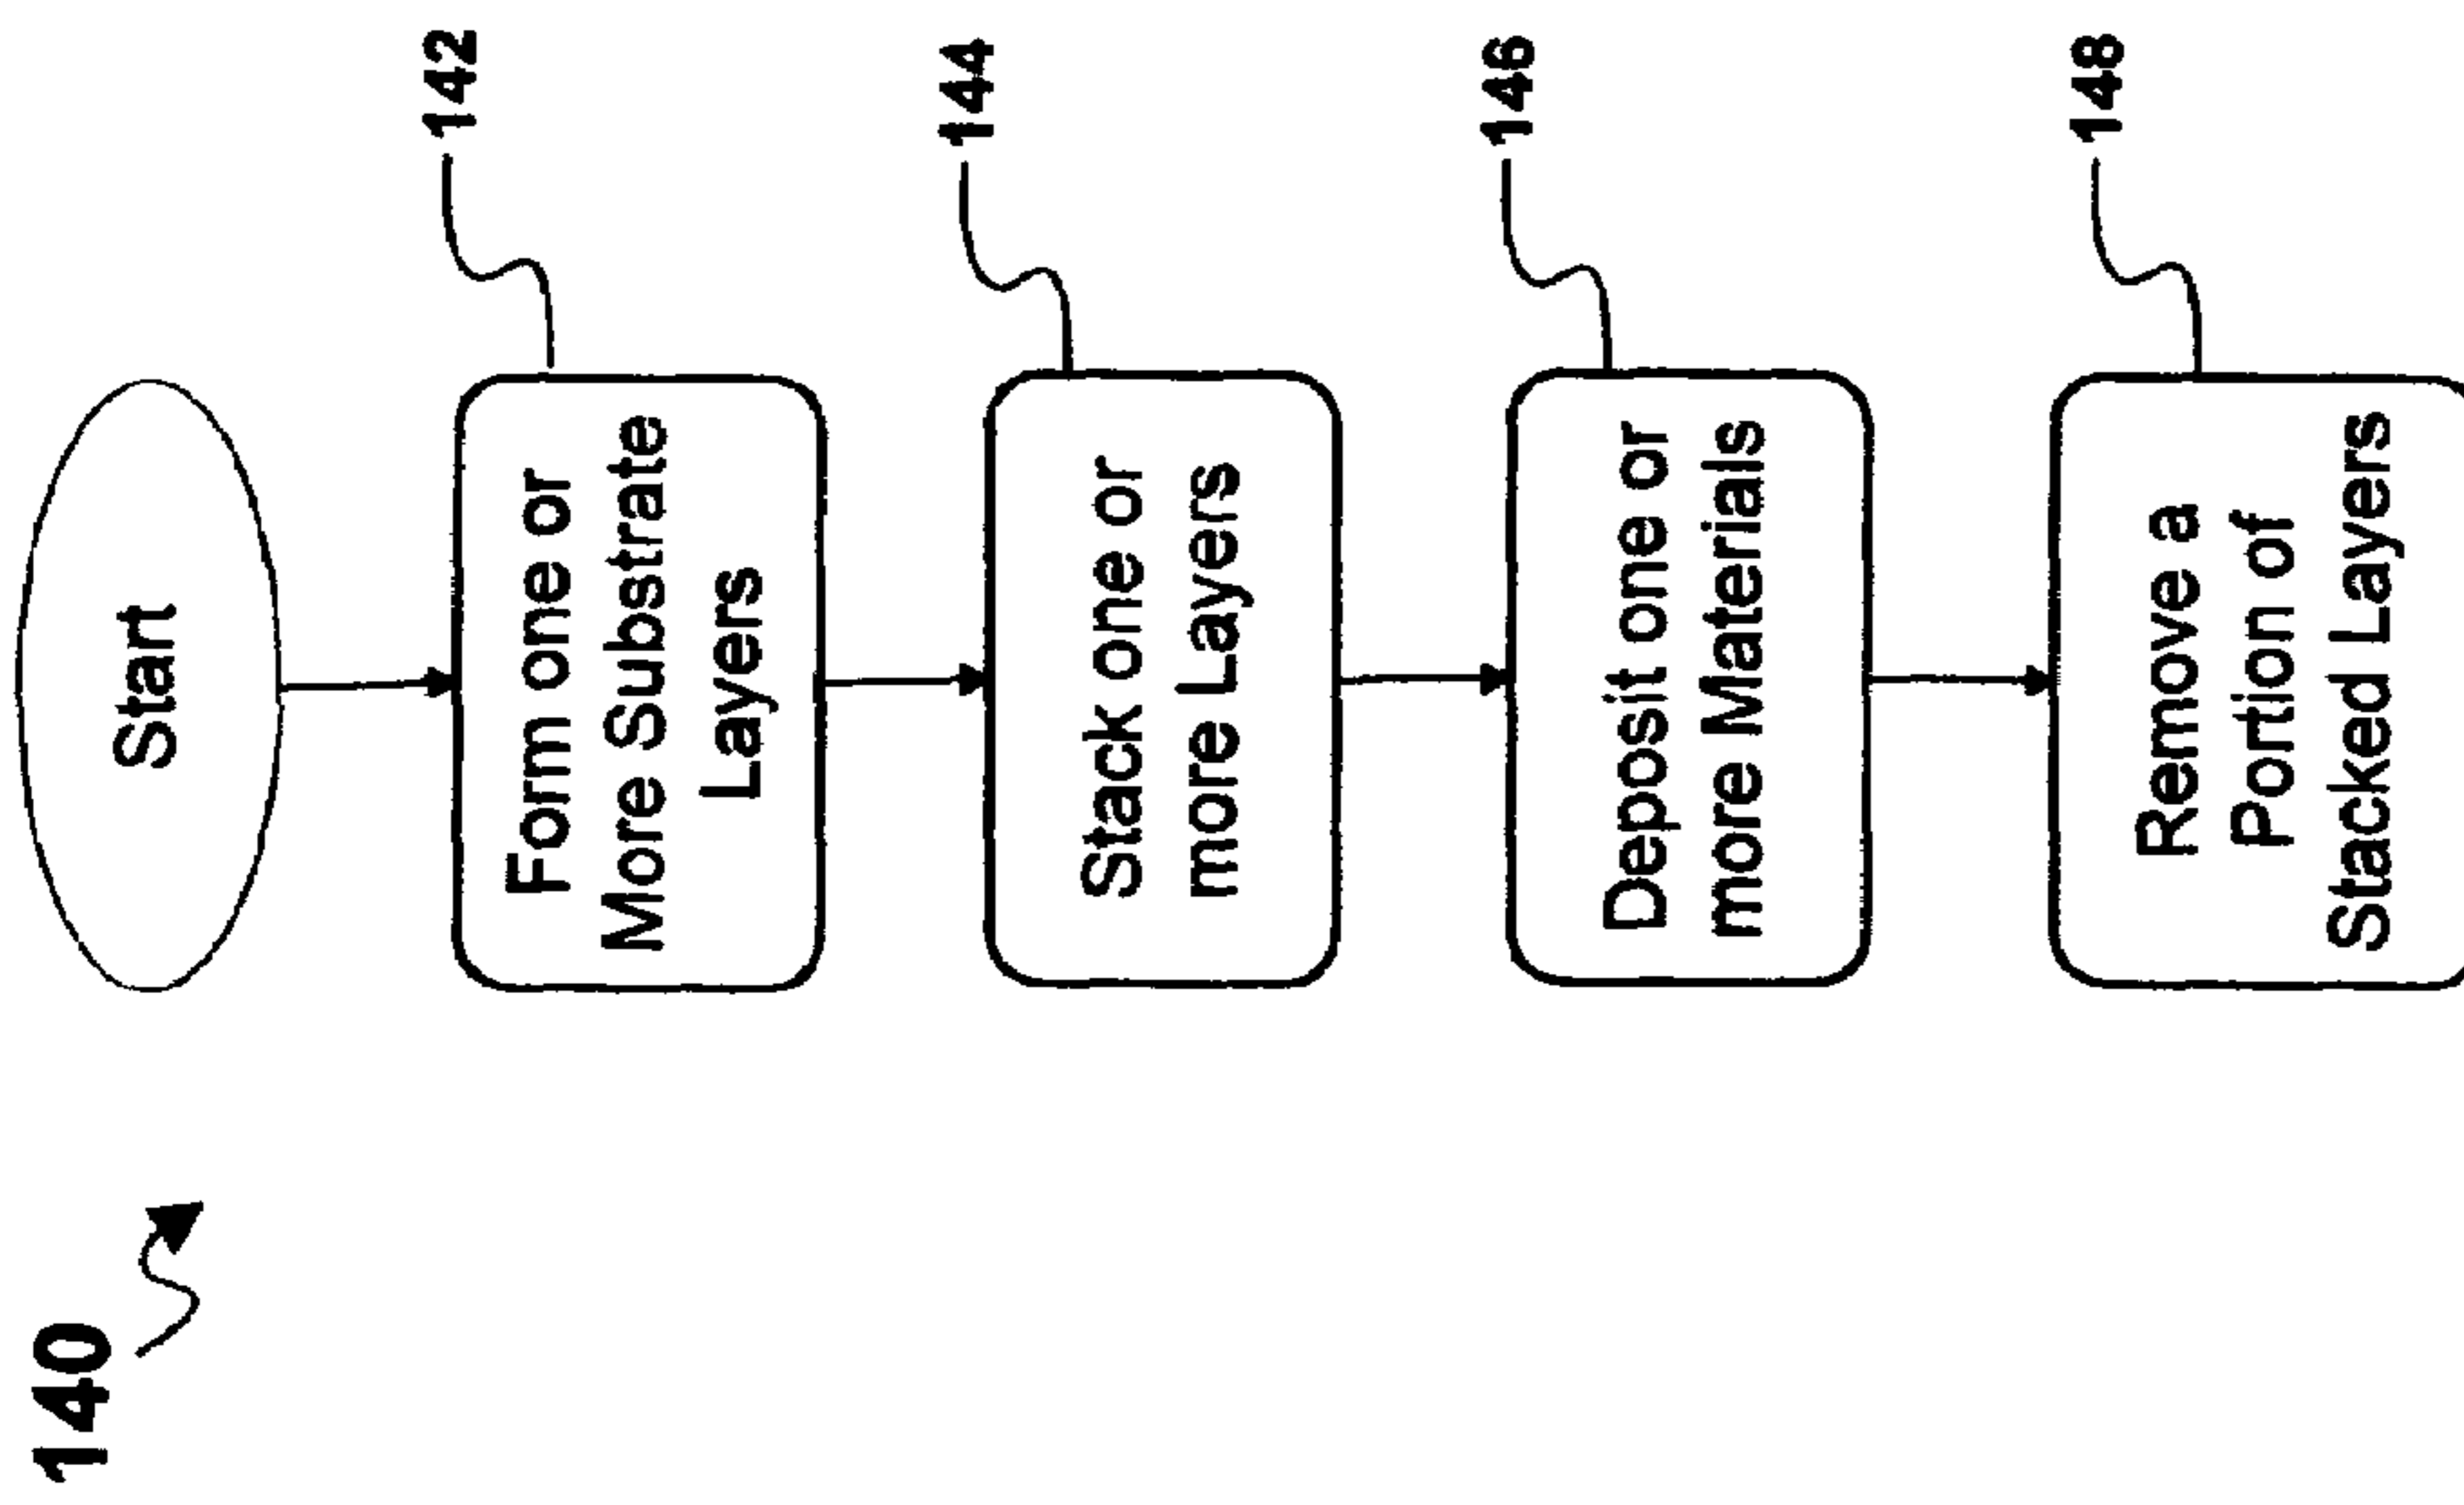 140
Start
Form one or
More Substrate
Layers
142
Stack one or
more Layers
144
Deposit one or
more Materials
146
Remove a
Portion of
Stacked Layers
148